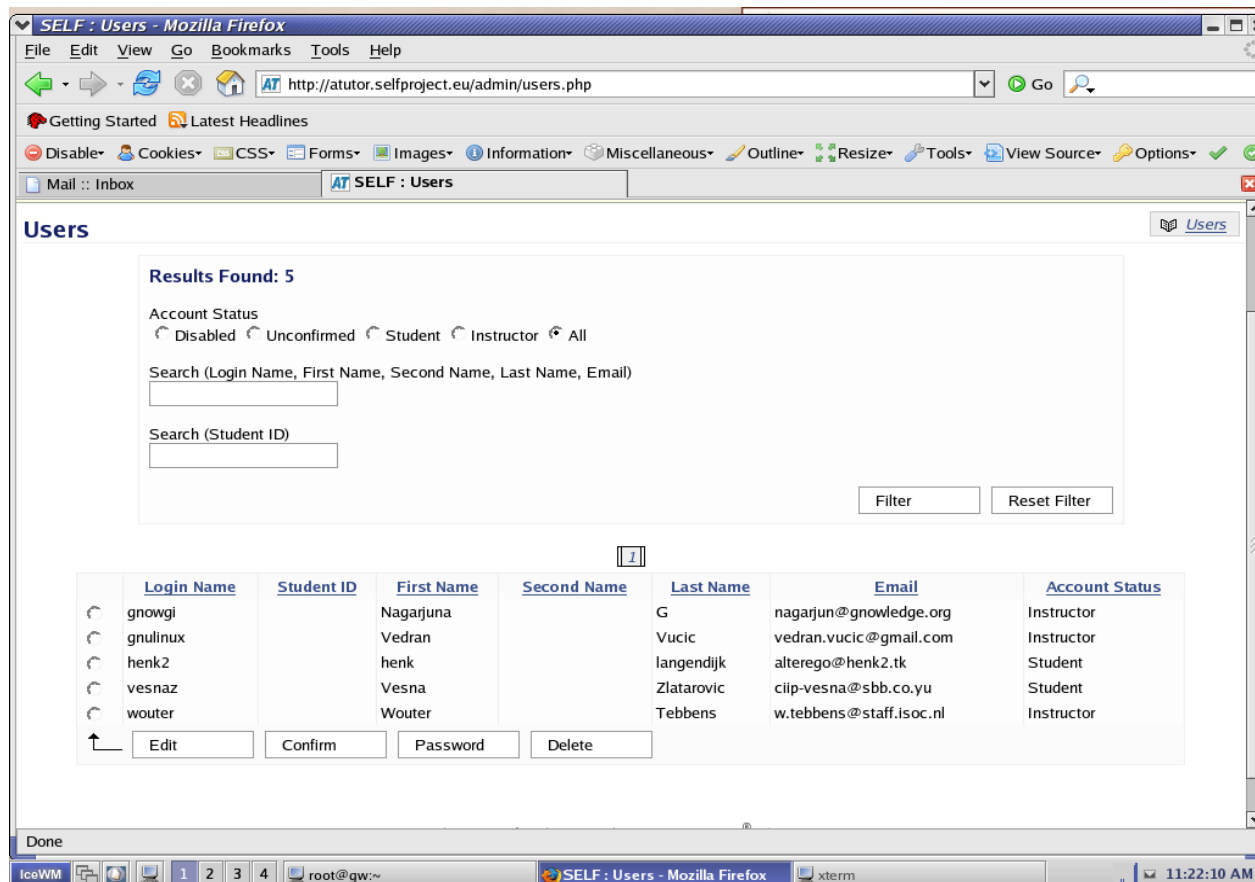 SELF : Users - Mozilla Firefox
File Edit View Go Bookmarks Tools Help
AT http://atutor.selfproject.eu/admin/users.php Go
Getting Started Latest Headlines
Disable Cookies CSS Forms Images Information Miscellaneous Outline Resize Tools View Source Options
Mail :: Inbox AT SELF : Users
Users Users
Results Found: 5
Account Status
Disabled Unconfirmed Student Instructor All
Search (Login Name, First Name, Second Name, Last Name, Email)
Search (Student ID)
Filter Reset Filter
1
Login Name Student ID First Name Second Name Last Name Email Account Status
gnowgi Nagarjuna G nagarjun@gnowledge.org Instructor
gnulinux Vedran Vucic vedran.vucic@gmail.com Instructor
henk2 henk langendijk alterego@henk2.tk Student
vesnaz Vesna Zlatarovic ciip-vesna@sbb.co.yu Student
wouter Wouter Tebbens w.tebbens@staff.isoc.nl Instructor
Edit Confirm Password Delete
Done
IceWM 1 2 3 4 root@gw:~ SELF : Users - Mozilla Firefox xterm 11:22:10 AM